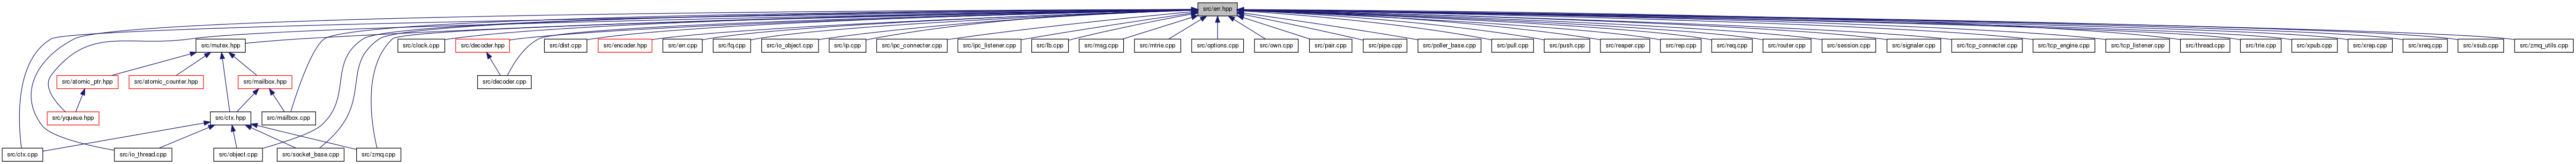 src/err.hpp
src/mutex.hpp
src/clock.cpp
src/decoder.hpp
src/dist.cpp
src/encoder.hpp
src/err.cpp
src/fq.cpp
src/io_object.cpp
src/ip.cpp
src/ipc_connecter.cpp
src/ipc_listener.cpp
src/lb.cpp
src/msg.cpp
src/mtrie.cpp
src/options.cpp
src/own.cpp
src/pair.cpp
src/pipe.cpp
src/poller_base.cpp
src/pull.cpp
src/push.cpp
src/reaper.cpp
src/rep.cpp
src/req.cpp
src/router.cpp
src/session.cpp
src/signaler.cpp
src/tcp_connecter.cpp
src/tcp_engine.cpp
src/tcp_listener.cpp
src/thread.cpp
src/trie.cpp
src/xpub.cpp
src/xrep.cpp
src/xreq.cpp
src/xsub.cpp
src/zmq_utils.cpp
src/atomic_ptr.hpp
src/atomic_counter.hpp
src/mailbox.hpp
src/decoder.cpp
src/yqueue.hpp
src/ctx.hpp
src/mailbox.cpp
src/ctx.cpp
src/io_thread.cpp
src/object.cpp
src/socket_base.cpp
src/zmq.cpp